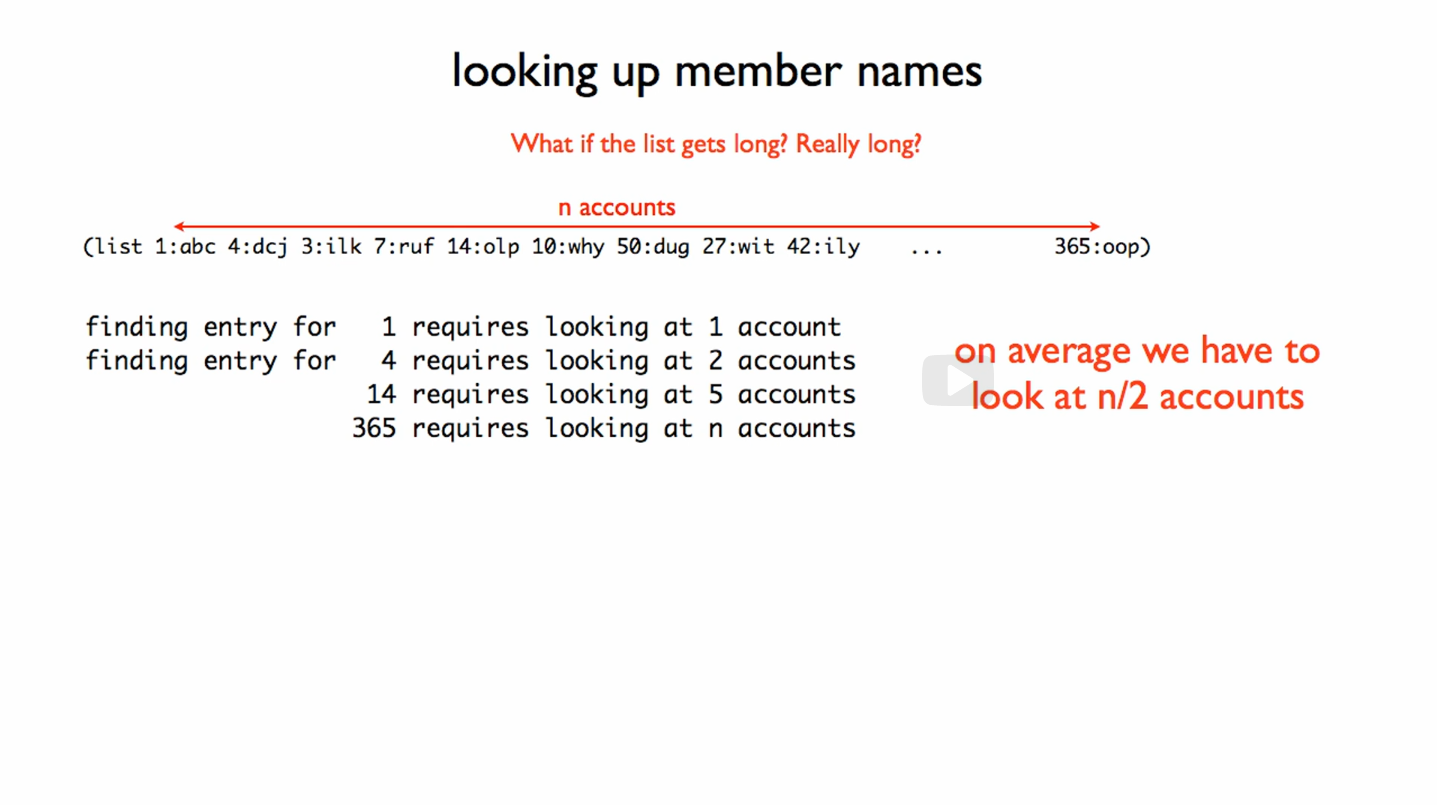 looking up member names
What if the list gets long? Really long?
n accounts
(list 1:abc 4:dcj 3:ilk 7:ruf 14:olp 10:why 50:dug 27:wit 42:ily ... 365:oop)
finding entry for 1 requires looking at 1 account
finding entry for 4 requires looking at 2 accounts
14 requires looking at 5 accounts
365 requires looking at n accounts
on average we have to
look at n/2 accounts